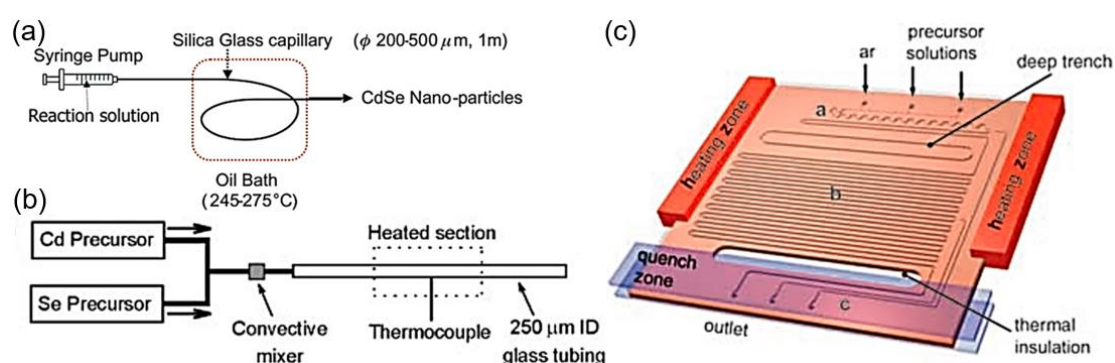 (a)
Silica Glass capillary (ϕ 200-500 μm, 1m)
Syringe Pump
Reaction solution
CdSe Nano-particles
Oil Bath
(245-275°C)
(b)
Cd Precursor
Se Precursor
Convective
mixer
Heated section
Thermocouple
250 μm ID
glass tubing
(c)
ar
precursor
solutions
deep trench
a
heating zone
b
heating zone
quench
zone
c
outlet
thermal
insulation